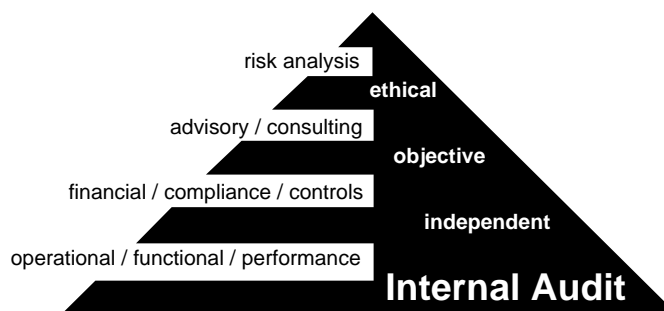 risk analysis
ethical
advisory / consulting
objective
financial / compliance / controls
independent
operational / functional / performance
Internal Audit